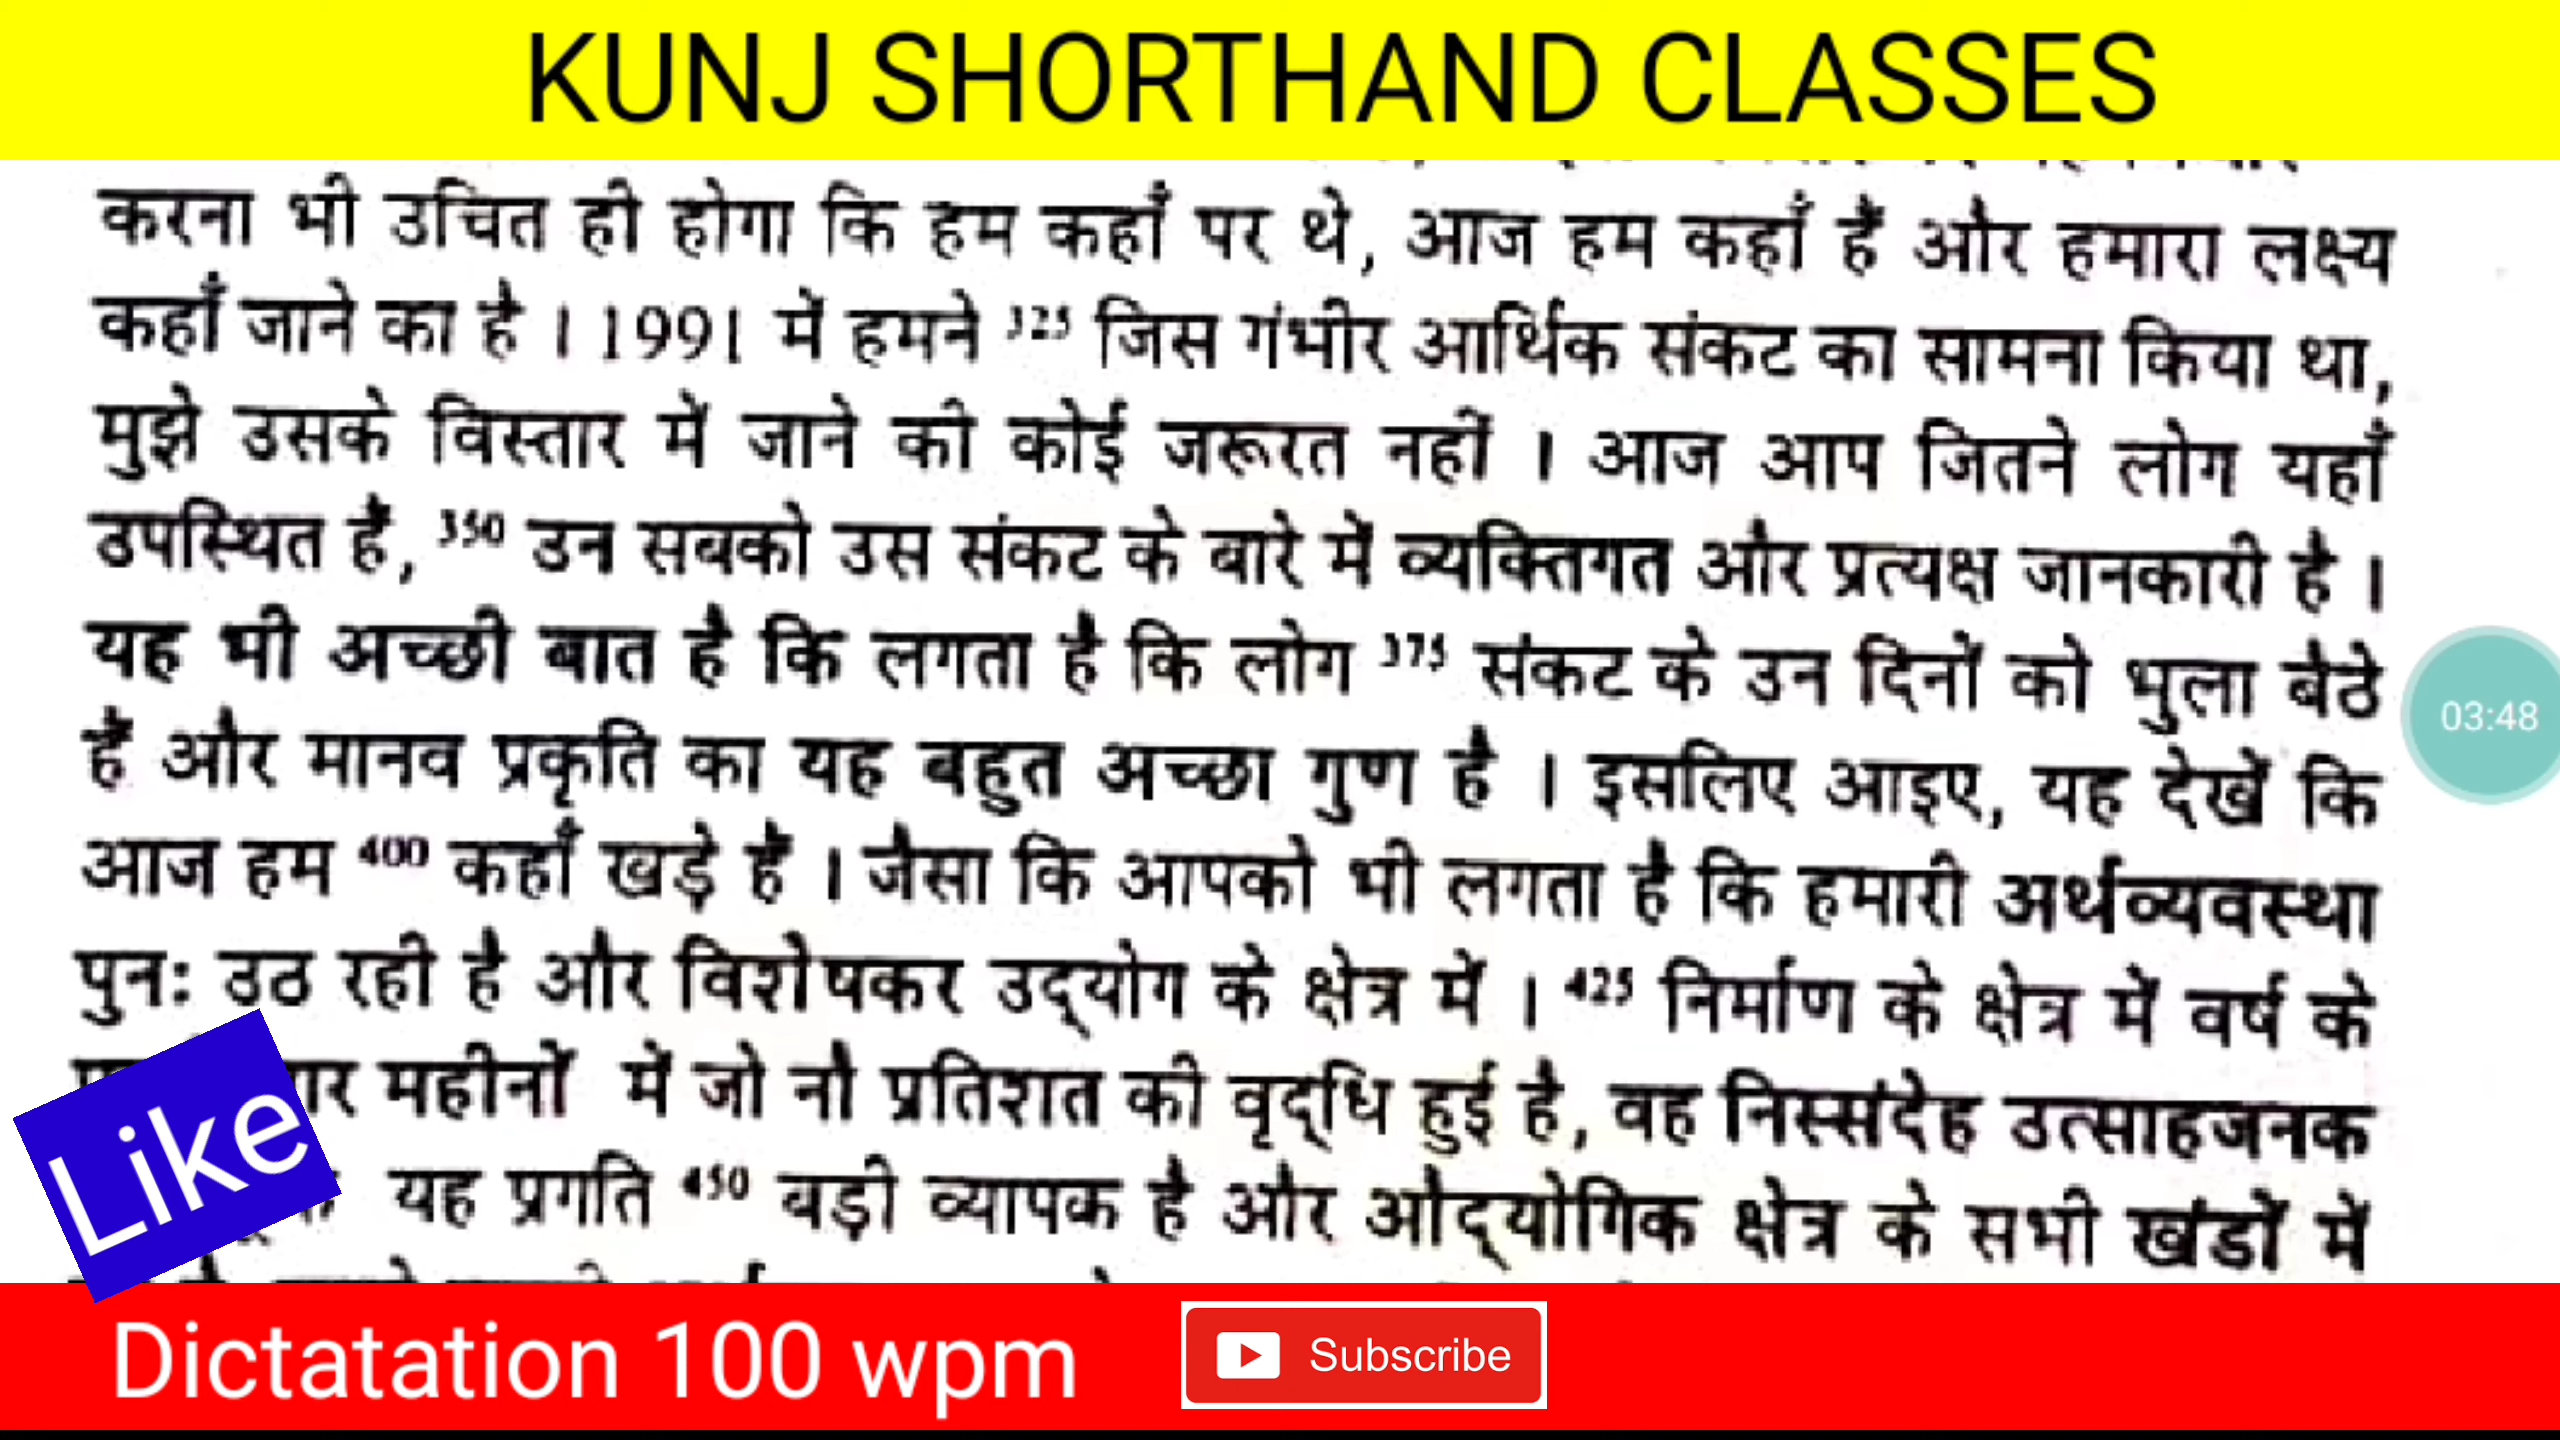 KUNJ SHORTHAND CLASSES
करना भी उचित ही होगा कि हम कहाँ पर थे, आज हम कहाँ हैं और हमारा लक्ष्य
कहाँ जाने का है । 1991 में हमने 325 जिस गंभीर आर्थिक संकट का सामना किया था,
मुझे उसके विस्तार में जाने की कोई जरूरत नहीं । आज आप जितने लोग यहाँ
उपस्थित हैं, 350 उन सबको उस संकट के बारे में व्यक्तिगत और प्रत्यक्ष जानकारी है ।
यह भी अच्छी बात है कि लगता है कि लोग 375 संकट के उन दिनों को भुला बैठे
हैं और मानव प्रकृति का यह बहुत अच्छा गुण है । इसलिए आइए, यह देखें कि
आज हम 400 कहाँ खड़े हैं । जैसा कि आपको भी लगता है कि हमारी अर्थव्यवस्था
पुनः उठ रही है और विशेषकर उद्योग के क्षेत्र में । 425 निर्माण के क्षेत्र में वर्ष के
महीनों में जो नौ प्रतिशत की वृद्धि हुई है, वह निस्संदेह उत्साहजनक
यह प्रगति 450 बड़ी व्यापक है और औद्योगिक क्षेत्र के सभी खंडों में
Like
03:48
Dictatation 100 wpm
Subscribe